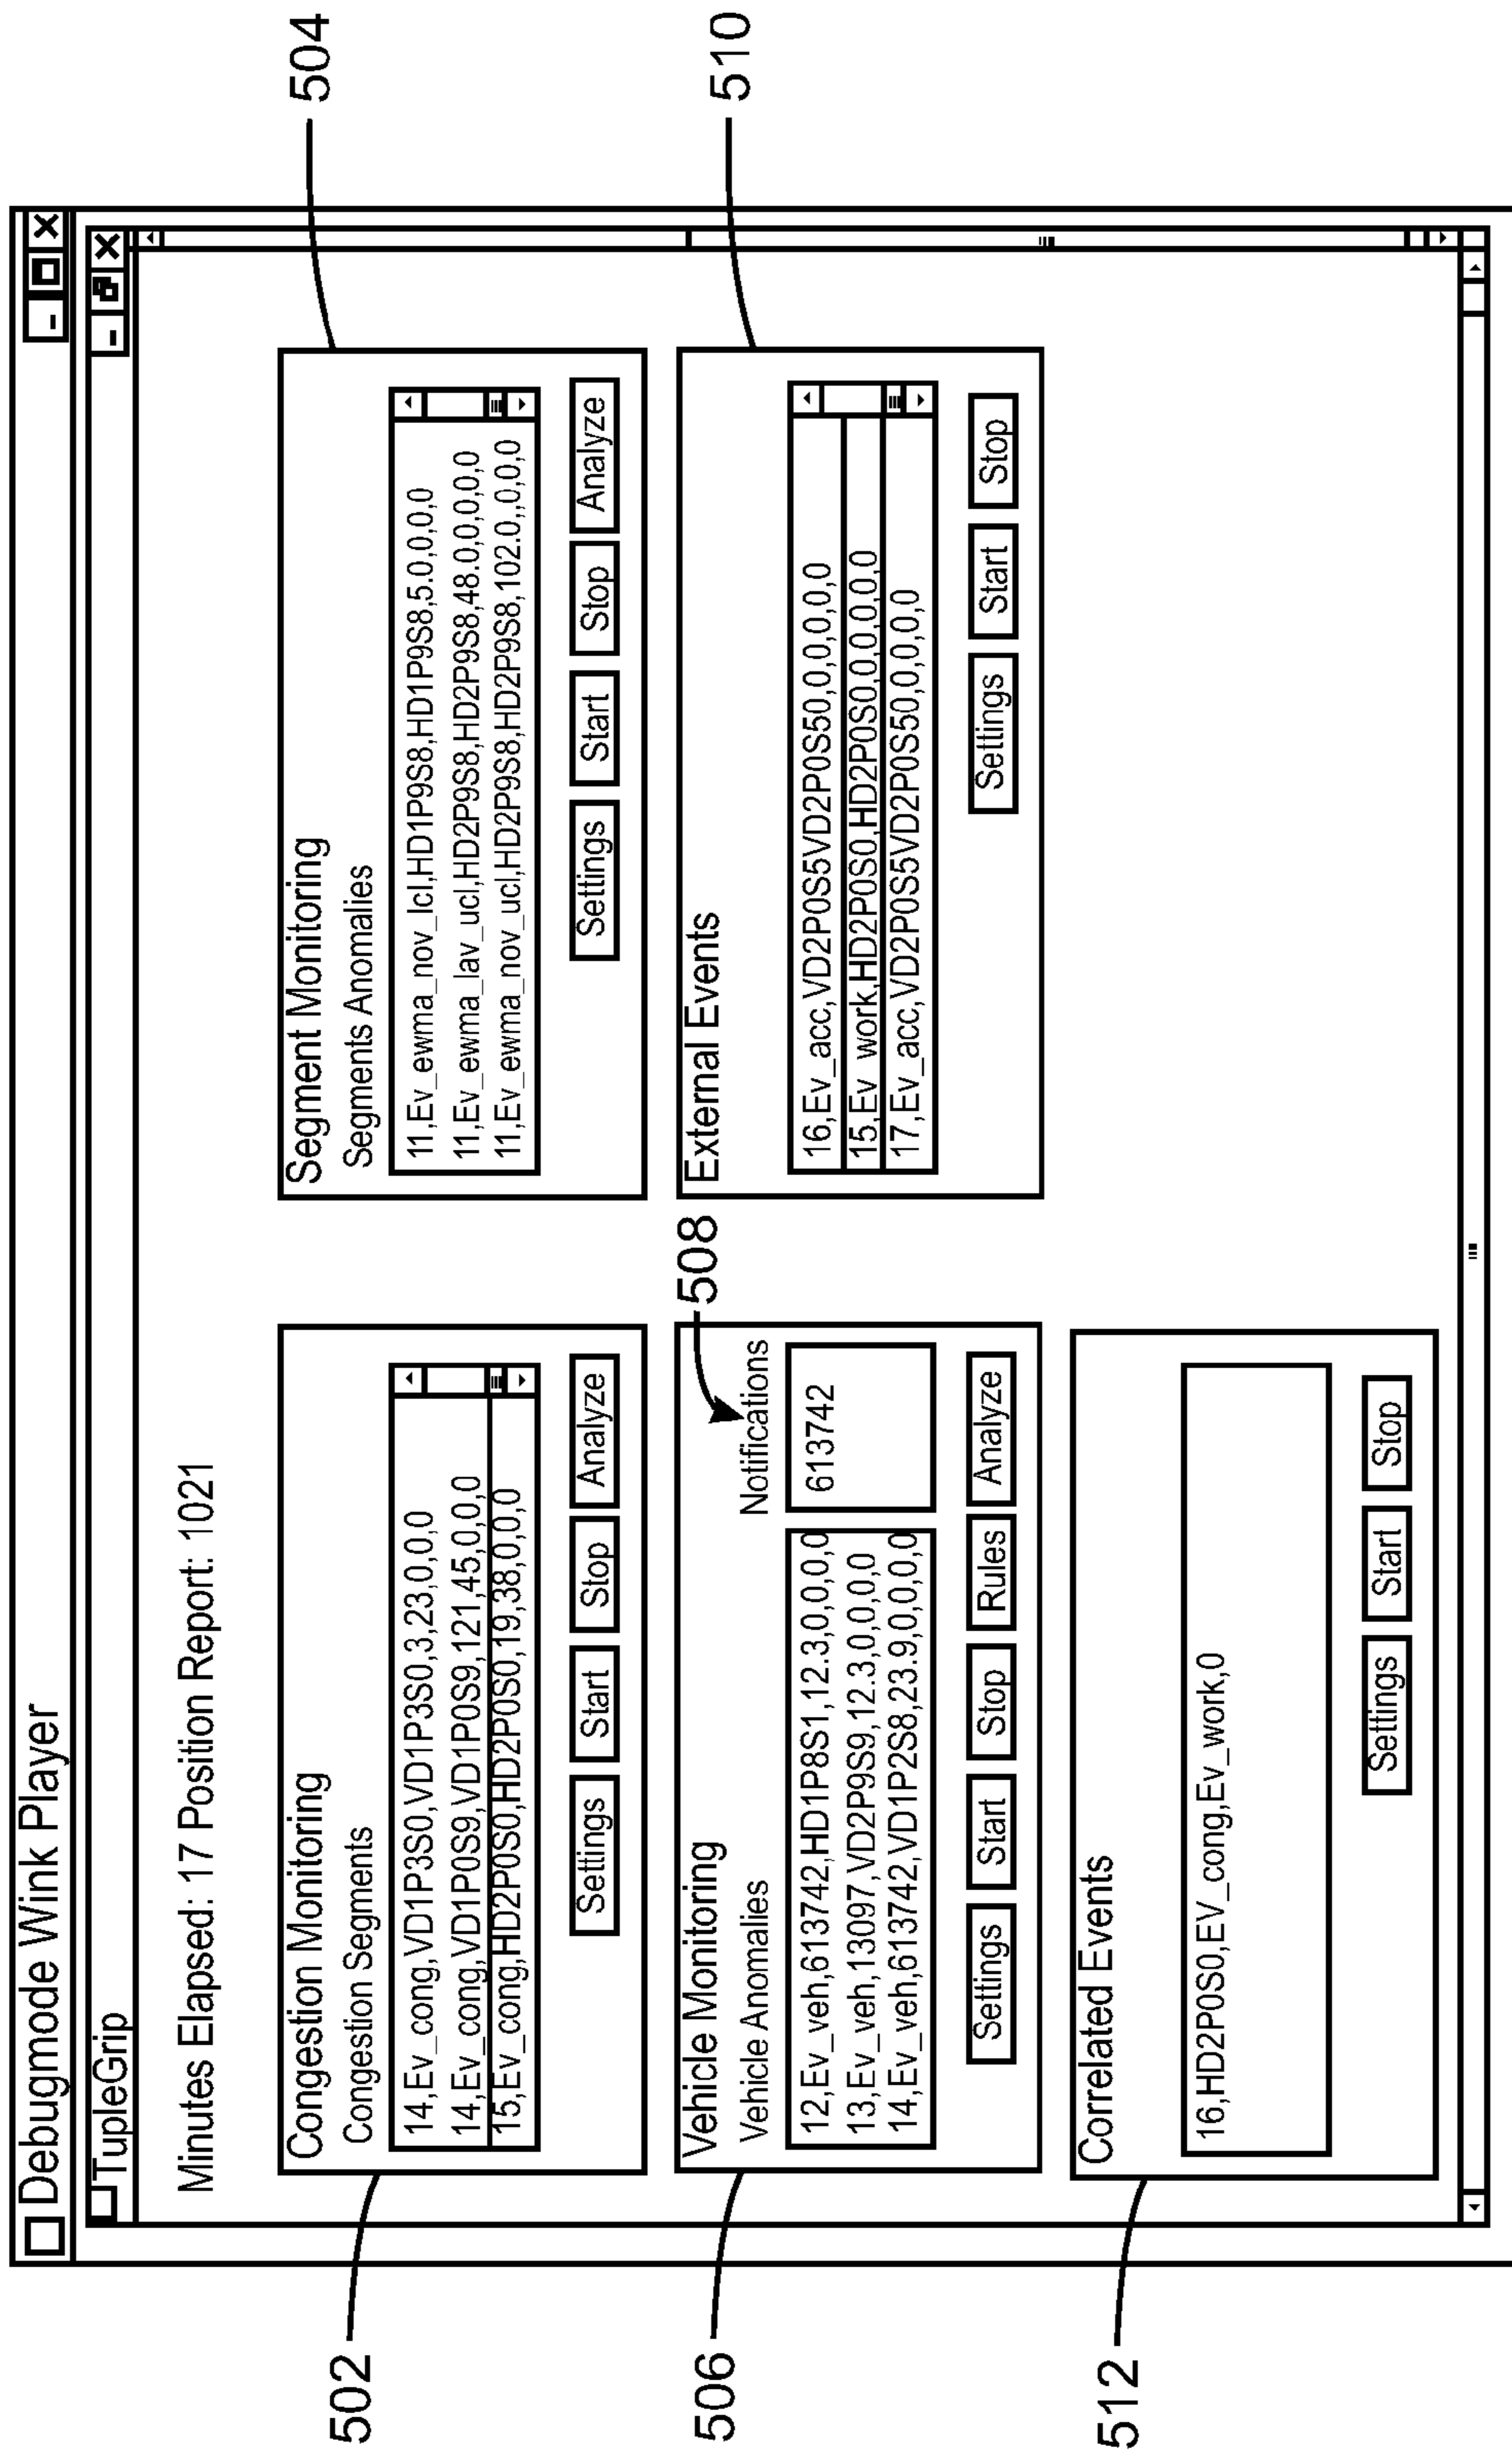 Debugmode Wink Player
TupleGrip
Minutes Elapsed: 17 Position Report: 1021
502
Congestion Monitoring
Congestion Segments
14,Ev_cong,VD1P3S0,VD1P3S0,3,23,0,0,0
14,Ev_cong,VD1P0S9,VD1P0S9,121,45,0,0,0
15,Ev_cong,HD2P0S0,HD2P0S0,19,38,0,0,0
Settings Start Stop Analyze
504
Segment Monitoring
Segments Anomalies
11,Ev_ewma_nov_lcl,HD1P9S8,HD1P9S8,5.0,0,0,0
11,Ev_ewma_lav_ucl,HD2P9S8,HD2P9S8,48.0,0,0,0,0
11,Ev_ewma_nov_ucl,HD2P9S8,HD2P9S8,102.0,,0,0,0
Settings Start Stop Analyze
506
Vehicle Monitoring
Vehicle Anomalies
12,Ev_veh,613742,HD1P8S1,12.3,0,0,0,0
13,Ev_veh,13097,VD2P9S9,12.3,0,0,0,0
14,Ev_veh,613742,VD1P2S8,23.9,0,0,0,0
508
Notifications
613742
Settings Start Stop Rules Analyze
510
External Events
16,Ev_acc,VD2P0S5VD2P0S50,0,0,0,0,0
15,Ev_work,HD2P0S0,HD2P0S0,0,0,0,0,0
17,Ev_acc,VD2P0S5VD2P0S50,0,0,0,0
Settings Start Stop
512
Correlated Events
16,HD2P0S0,EV_cong,Ev_work,0
Settings Start Stop